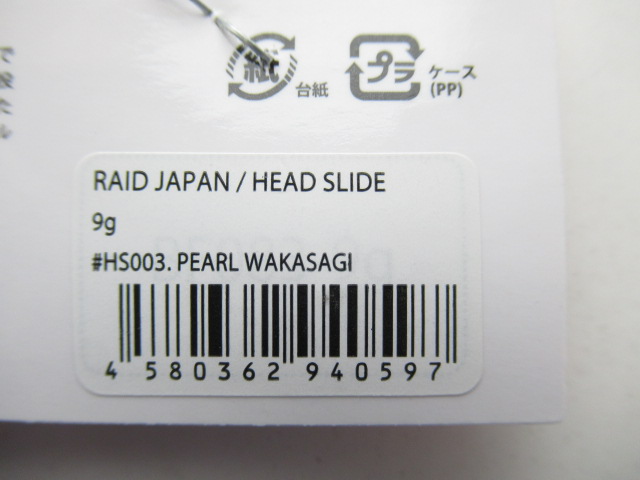 紙 台紙 プラ ケース
(PP)
RAID JAPAN / HEAD SLIDE
9g
#HS003. PEARL WAKASAGI
4 580362 940597